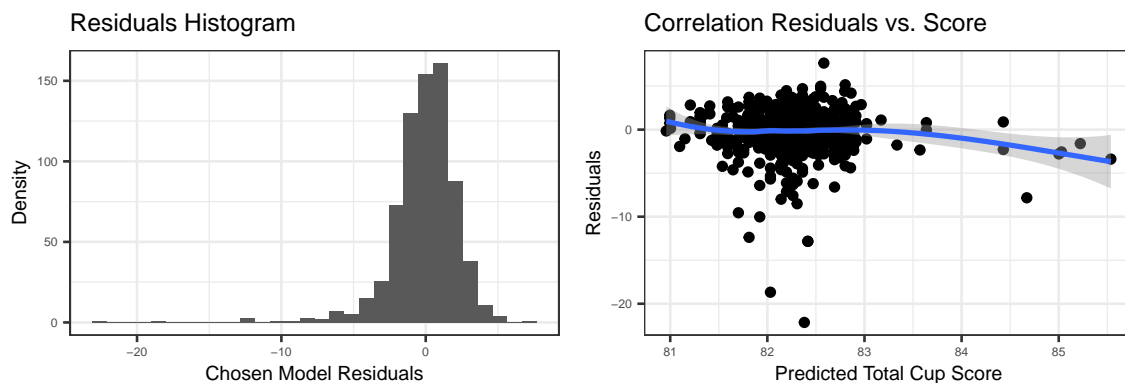 Residuals Histogram
150
100
50
0
Density
−20
−10
0
Chosen Model Residuals
Correlation Residuals vs. Score
0
−10
−20
Residuals
81
82
83
84
85
Predicted Total Cup Score